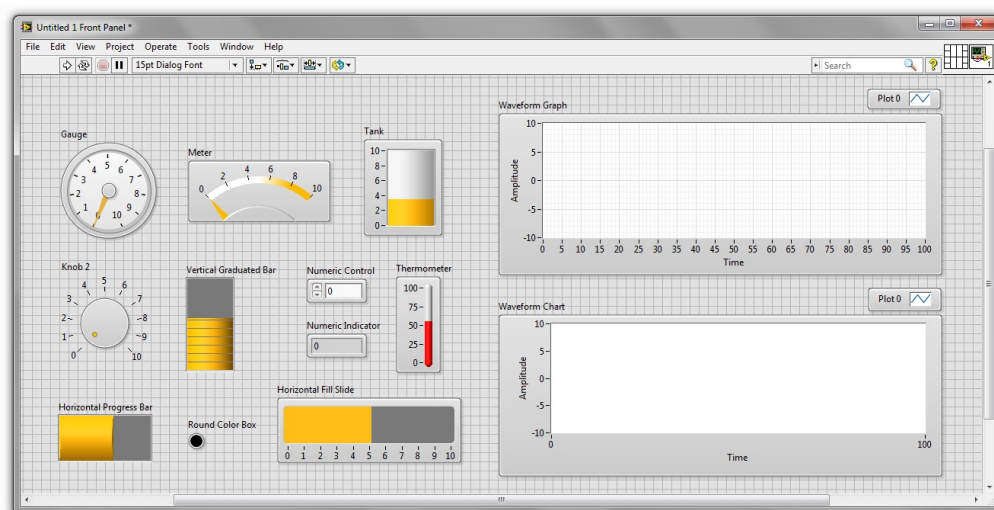 Untitled 1 Front Panel *
File Edit View Project Operate Tools Window Help
15pt Dialog Font
Search
?
1
Gauge
0 1 2 3 4 5 6 7 8 9 10
Meter
0 2 4 6 8 10
Tank
10
8
6
4
2
0
Plot 0
Waveform Graph
Amplitude
10
5
0
-5
-10
0 5 10 15 20 25 30 35 40 45 50 55 60 65 70 75 80 85 90 95 100
Time
Knob 2
0 1 2 3 4 5 6 7 8 9 10
Vertical Graduated Bar
Numeric Control
0
Numeric Indicator
0
Thermometer
100
75
50
25
0
Plot 0
Waveform Chart
Amplitude
10
5
0
-5
-10
0 100
Time
Horizontal Progress Bar
Round Color Box
Horizontal Fill Slide
0 1 2 3 4 5 6 7 8 9 10